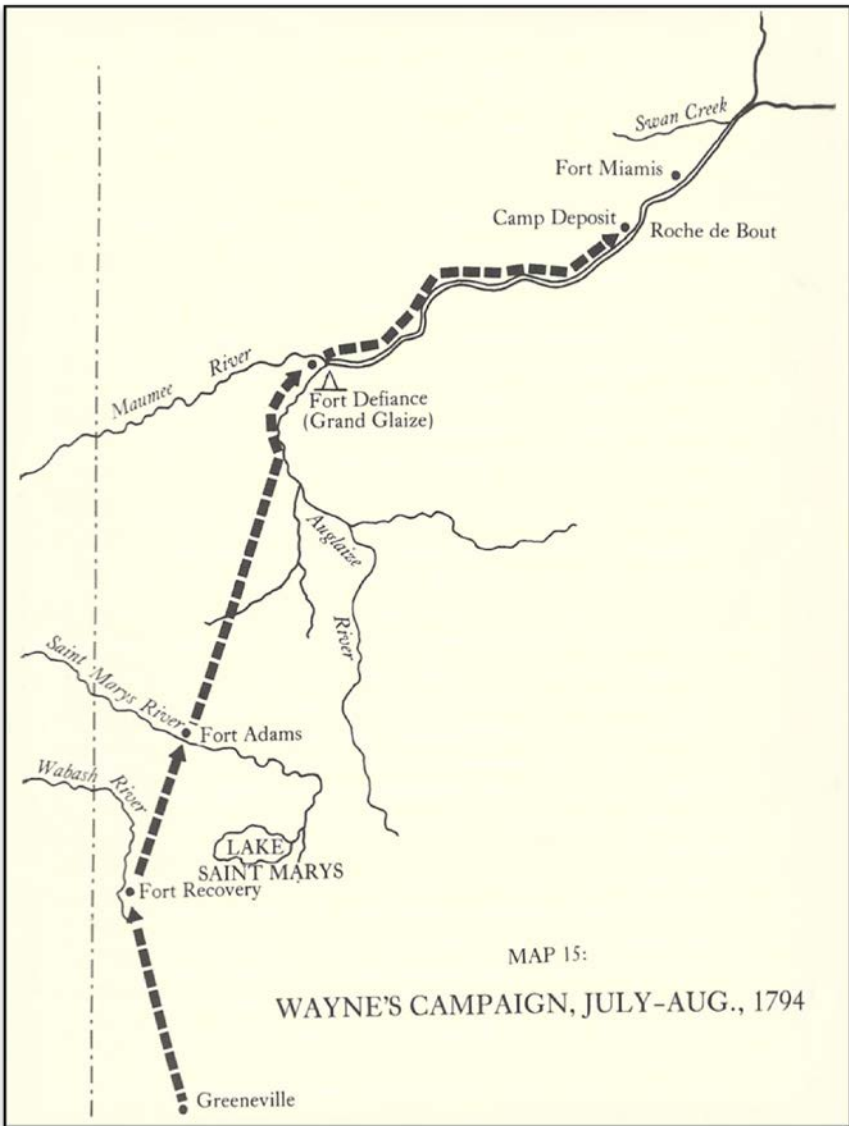 Swan Creek
Fort Miamis
Camp Deposit
Roche de Bout
Maumee River
Fort Defiance
(Grand Glaize)
Auglaize
River
Saint Marys River
Fort Adams
Wabash River
LAKE
SAINT MARYS
Fort Recovery
MAP 15:
WAYNE'S CAMPAIGN, JULY–AUG., 1794
Greeneville